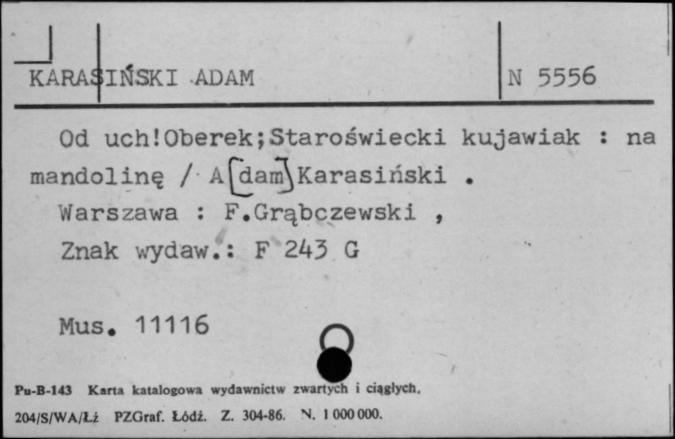 KARASIŃSKI ADAM
N 5556
Od uch!Oberek;Staroświecki kujawiak : na
mandolinę / A[dam]Karasiński .
Warszawa : F.Grąbczewski ,
Znak wydaw.: F 243 G
Mus. 11116
Pu-B-143 Karta katalogowa wydawnictw zwartych i ciągłych.
204/S/WA/Łż PZGraf. Łódź. Z. 304-86. N. 1 000 000.